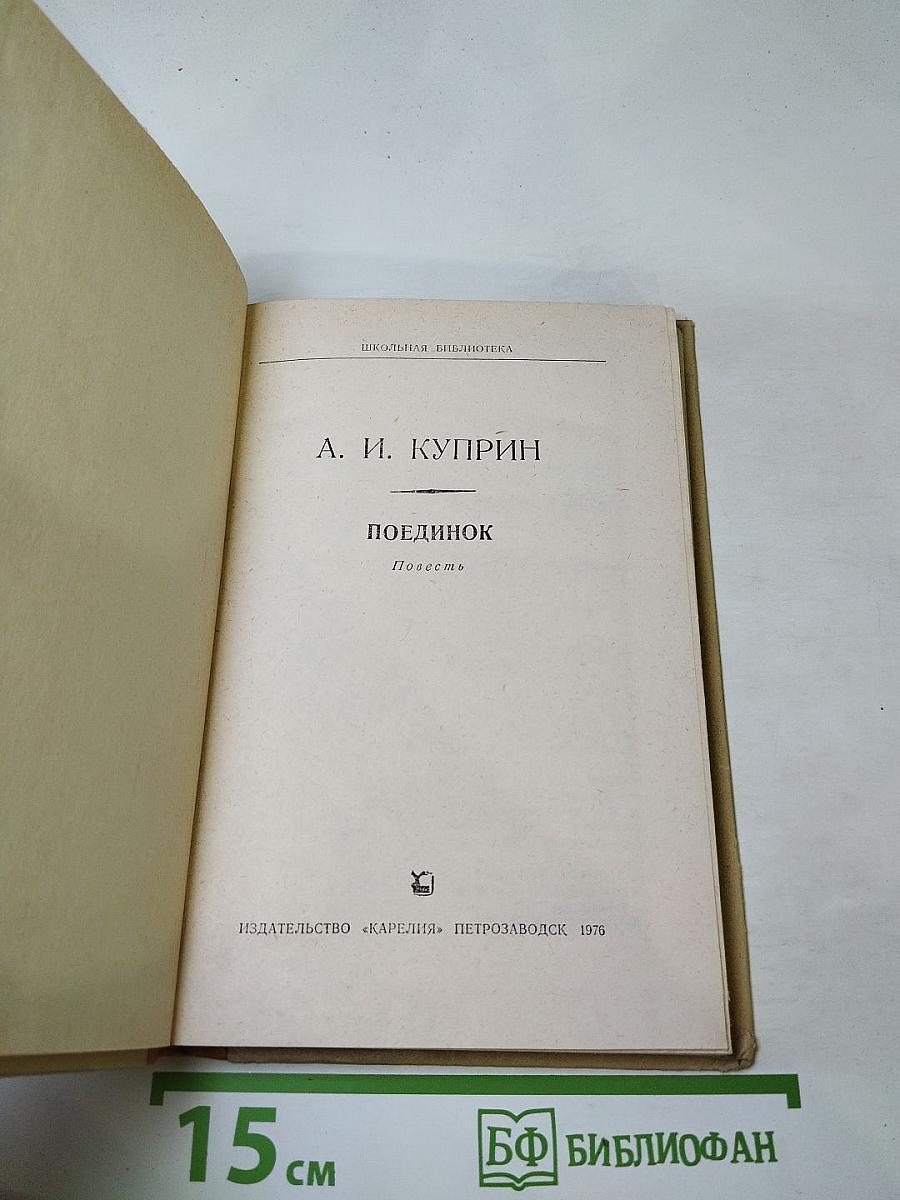 ШКОЛЬНАЯ БИБЛИОТЕКА
А. И. КУПРИН
ПОЕДИНОК
Повесть
ИЗДАТЕЛЬСТВО «КАРЕЛИЯ» ПЕТРОЗАВОДСК 1976
15 см
БФ БИБЛИОФАН